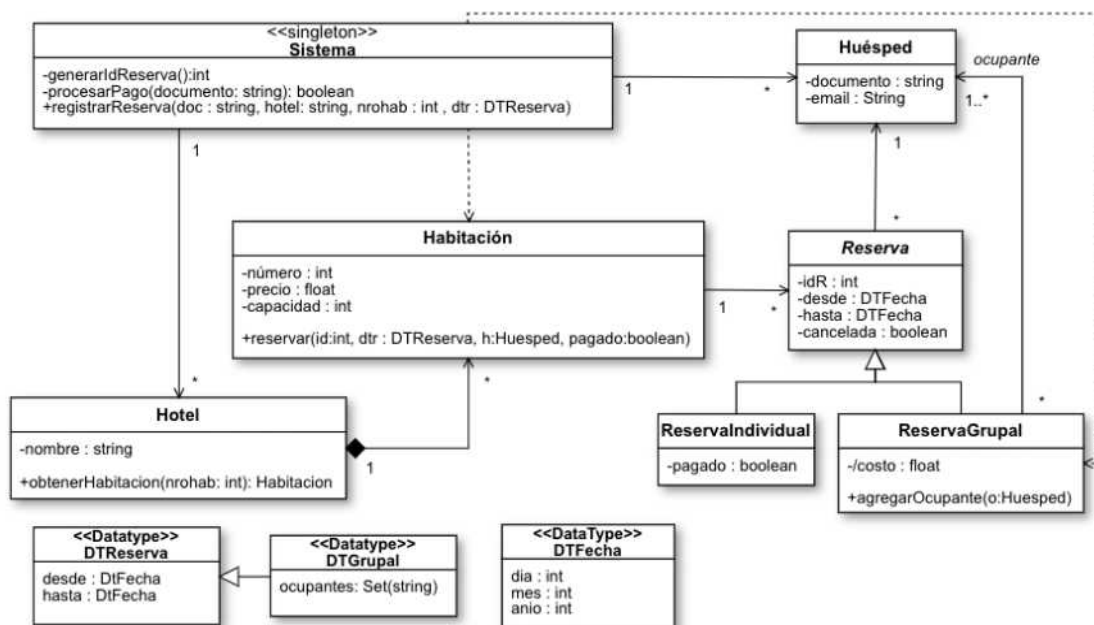 <<singleton>>
Sistema
-generarIdReserva():int
-procesarPago(documento: string): boolean
+registrarReserva(doc : string, hotel: string, nrohab : int , dtr : DTReserva)
1
*
1
*
Huésped
-documento : string
-email : String
ocupante
1..*
1
*
Habitación
-número : int
-precio : float
-capacidad : int
+reservar(id:int, dtr : DTReserva, h:Huesped, pagado:boolean)
1
*
Reserva
-idR : int
-desde : DTFecha
-hasta : DTFecha
-cancelada : boolean
*
Hotel
-nombre : string
+obtenerHabitacion(nrohab: int): Habitacion
1
*
ReservaIndividual
-pagado : boolean
ReservaGrupal
-/costo : float
+agregarOcupante(o:Huesped)
<<Datatype>>
DTReserva
desde : DtFecha
hasta : DtFecha
<<Datatype>>
DTGrupal
ocupantes: Set(string)
<<DataType>>
DTFecha
dia : int
mes : int
anio : int